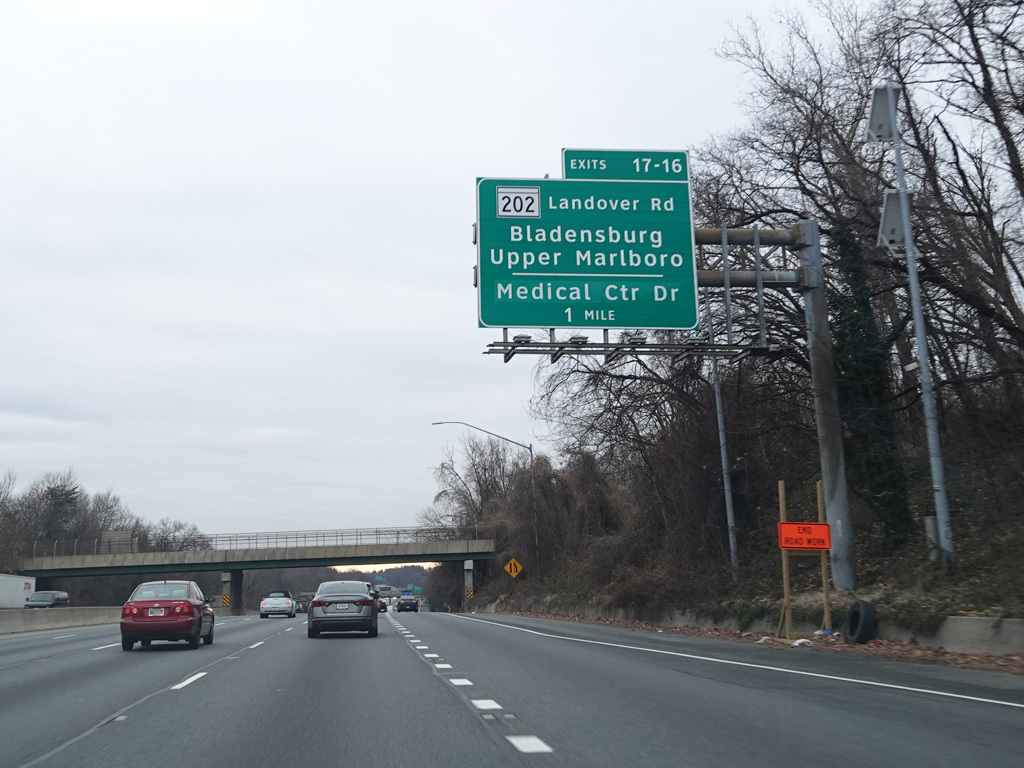 EXITS 17-16
202 Landover Rd
Bladensburg
Upper Marlboro
Medical Ctr Dr
1 MILE
END
ROAD WORK